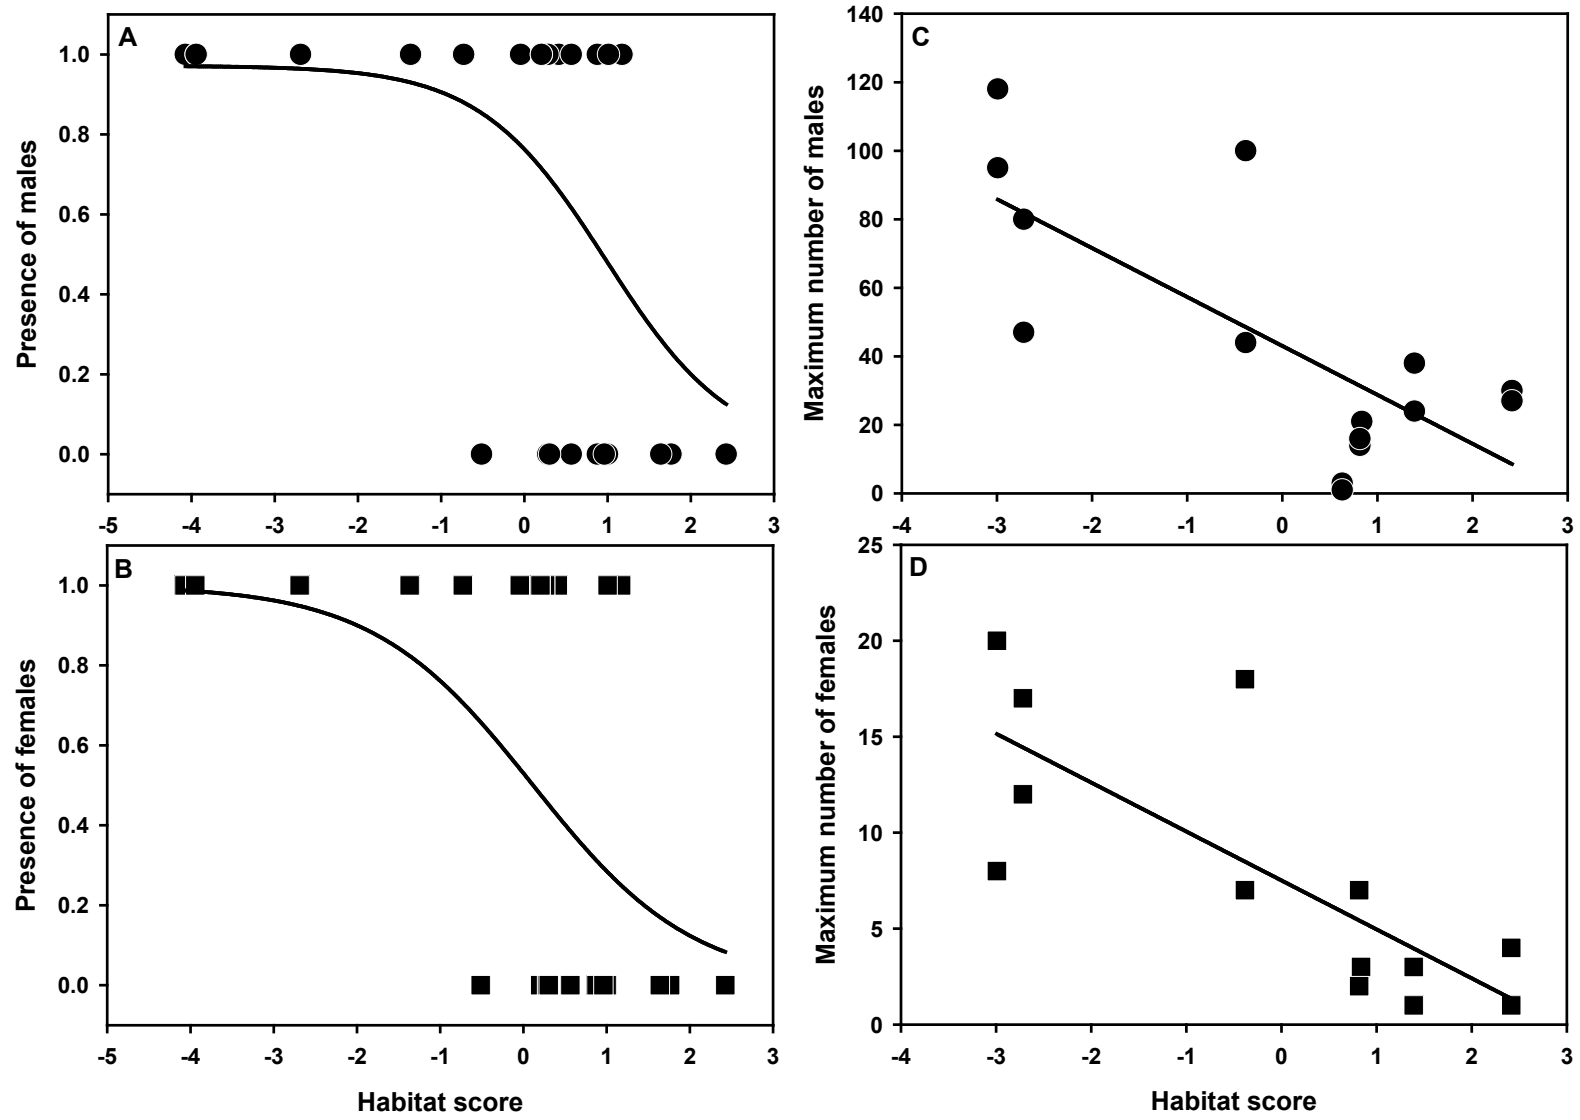 A
Presence of males
1.0
0.8
0.6
0.4
0.2
0.0
-5 -4 -3 -2 -1 0 1 2 3
B
Presence of females
1.0
0.8
0.6
0.4
0.2
0.0
-5 -4 -3 -2 -1 0 1 2 3
Habitat score
C
Maximum number of males
140
120
100
80
60
40
20
0
-4 -3 -2 -1 0 1 2 3
D
Maximum number of females
25
20
15
10
5
0
-4 -3 -2 -1 0 1 2 3
Habitat score